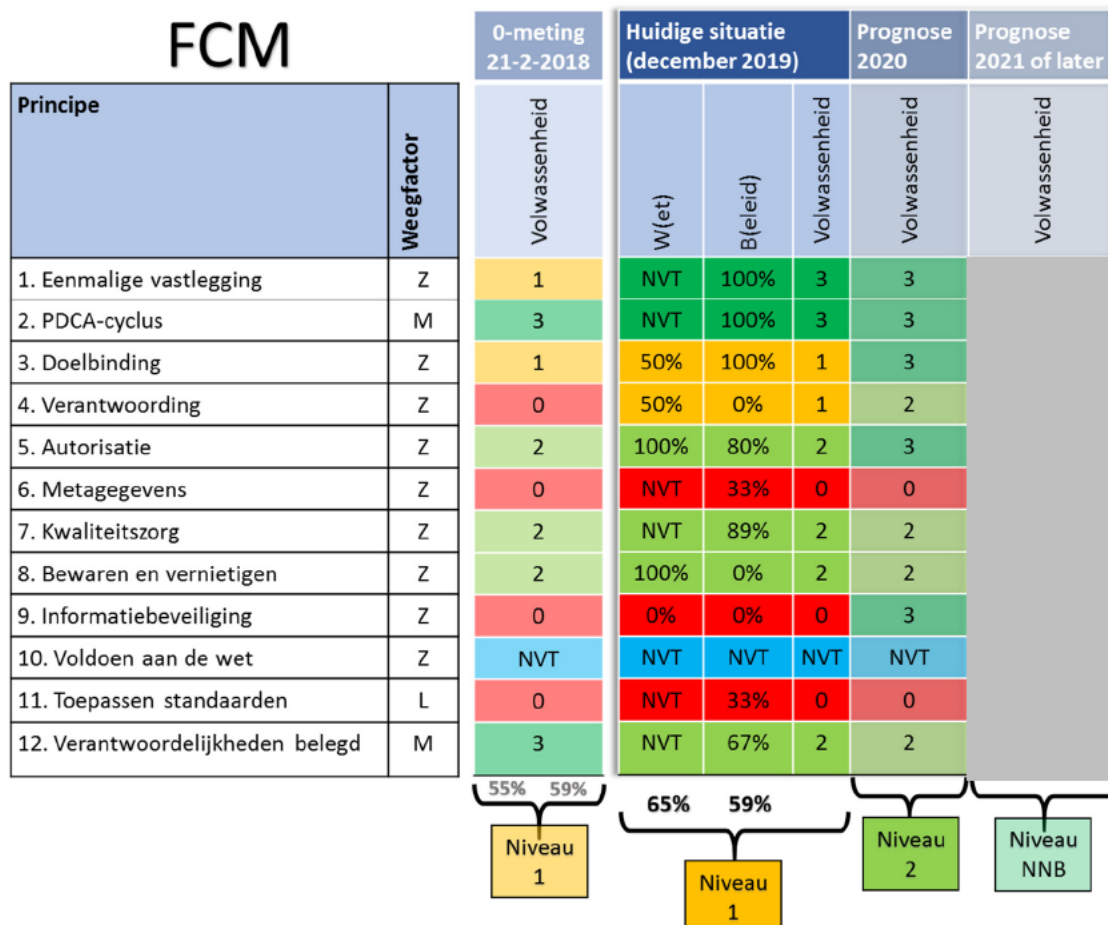 FCM
0-meting
21-2-2018
Huidige situatie
(december 2019)
Prognose
2020
Prognose
2021 of later
Principe
Weegfactor
Volwassenheid
W(et)
B(eleid)
Volwassenheid
Volwassenheid
Volwassenheid
1. Eenmalige vastlegging Z 1 NVT 100% 3 3
2. PDCA-cyclus M 3 NVT 100% 3 3
3. Doelbinding Z 1 50% 100% 1 3
4. Verantwoording Z 0 50% 0% 1 2
5. Autorisatie Z 2 100% 80% 2 3
6. Metagegevens Z 0 NVT 33% 0 0
7. Kwaliteitszorg Z 2 NVT 89% 2 2
8. Bewaren en vernietigen Z 2 100% 0% 2 2
9. Informatiebeveiliging Z 0 0% 0% 0 3
10. Voldoen aan de wet Z NVT NVT NVT NVT NVT
11. Toepassen standaarden L 0 NVT 33% 0 0
12. Verantwoordelijkheden belegd M 3 NVT 67% 2 2
55% 59% 65% 59%
Niveau
1
Niveau
1
Niveau
2
Niveau
NNB